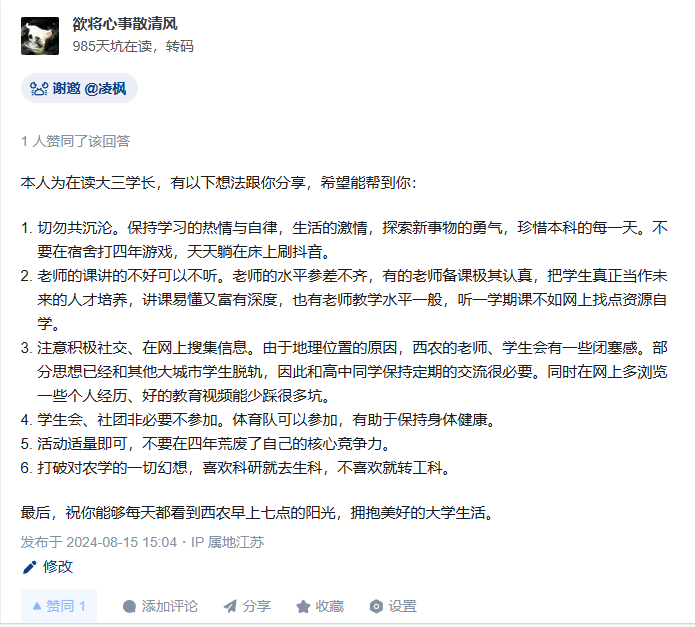 欲将心事散清风
985天坑在读，转码
谢邀 @凌枫
1 人赞同了该回答
本人为在读大三学长，有以下想法跟你分享，希望能帮到你：
1. 切勿共沉沦。保持学习的热情与自律，生活的激情，探索新事物的勇气，珍惜本科的每一天。不
要在宿舍打四年游戏，天天躺在床上刷抖音。
2. 老师的课讲的不好可以不听。老师的水平参差不齐，有的老师备课极其认真，把学生真正当作未
来的人才培养，讲课易懂又富有深度，也有老师教学水平一般，听一学期课不如网上找点资源自
学。
3. 注意积极社交、在网上搜集信息。由于地理位置的原因，西农的老师、学生会有一些闭塞感。部
分思想已经和其他大城市学生脱轨，因此和高中同学保持定期的交流很必要。同时在网上多浏览
一些个人经历、好的教育视频能少踩很多坑。
4. 学生会、社团非必要不参加。体育队可以参加，有助于保持身体健康。
5. 活动适量即可，不要在四年荒废了自己的核心竞争力。
6. 打破对农学的一切幻想，喜欢科研就去生科，不喜欢就转工科。
最后，祝你能够每天都看到西农早上七点的阳光，拥抱美好的大学生活。
发布于 2024-08-15 15:04・IP 属地江苏
修改
赞同 1 添加评论 分享 收藏 设置